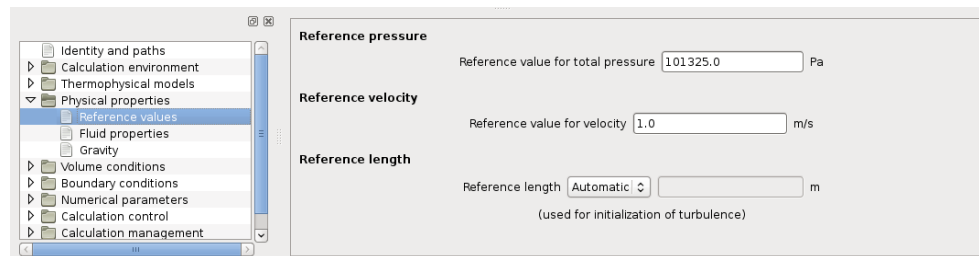 Identity and paths
Calculation environment
Thermophysical models
Physical properties
Reference values
Fluid properties
Gravity
Volume conditions
Boundary conditions
Numerical parameters
Calculation control
Calculation management
Reference pressure
Reference value for total pressure 101325.0 Pa
Reference velocity
Reference value for velocity 1.0 m/s
Reference length
Reference length Automatic m
(used for initialization of turbulence)